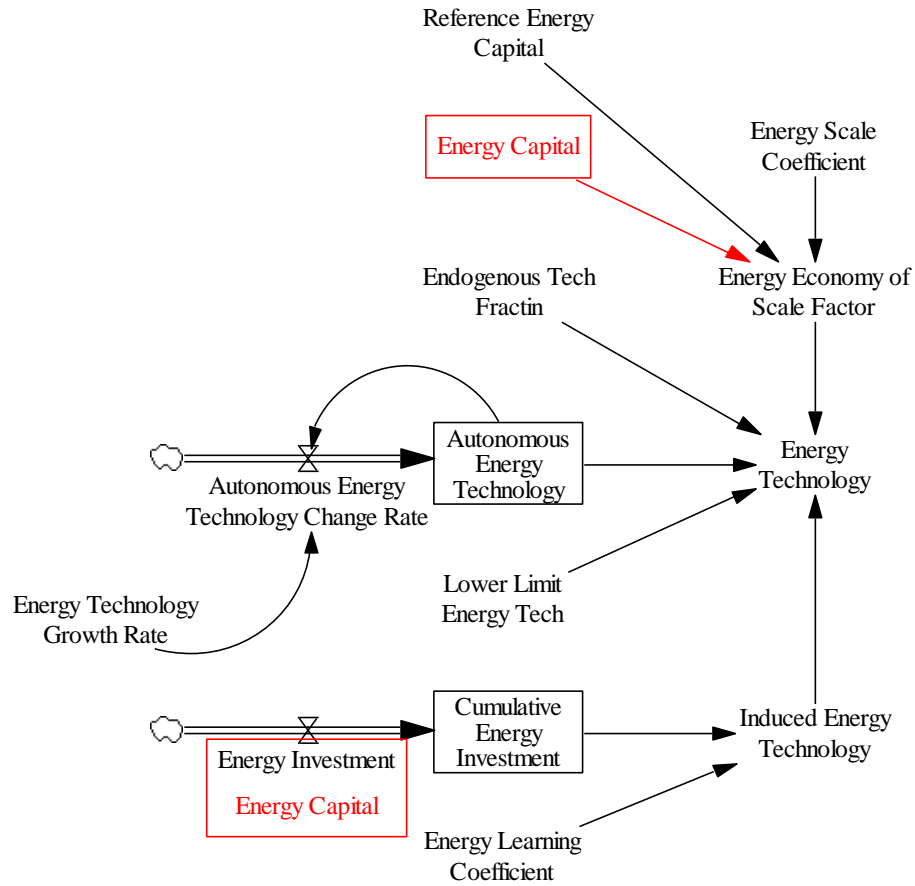 Reference Energy
Capital
Energy Capital
Energy Scale
Coefficient
Endogenous Tech
Fractin
Energy Economy of
Scale Factor
Autonomous
Energy
Technology
Energy
Technology
Autonomous Energy
Technology Change Rate
Lower Limit
Energy Tech
Energy Technology
Growth Rate
Cumulative
Energy
Investment
Induced Energy
Technology
Energy Investment
Energy Capital
Energy Learning
Coefficient